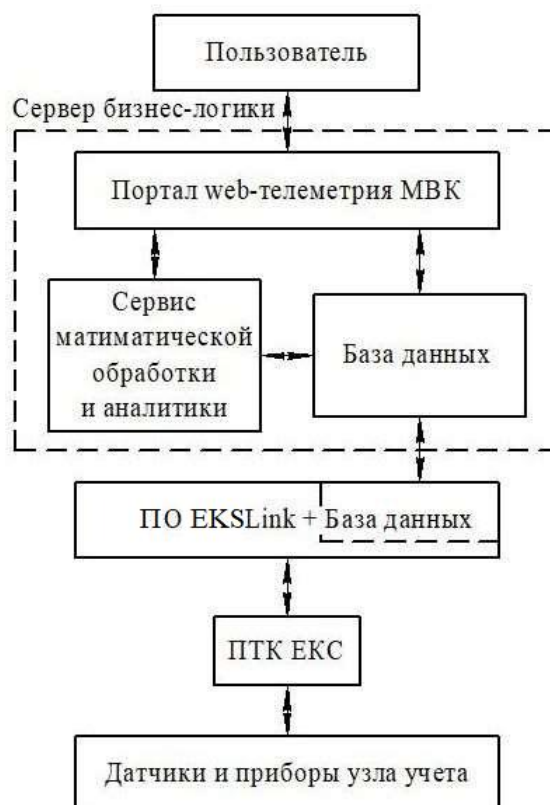 Пользователь
Сервер бизнес-логики
Портал web-телеметрия МВК
Сервис
матиматической
обработки
и аналитики
База данных
ПО EKSLink + База данных
ПТК ЕКС
Датчики и приборы узла учета